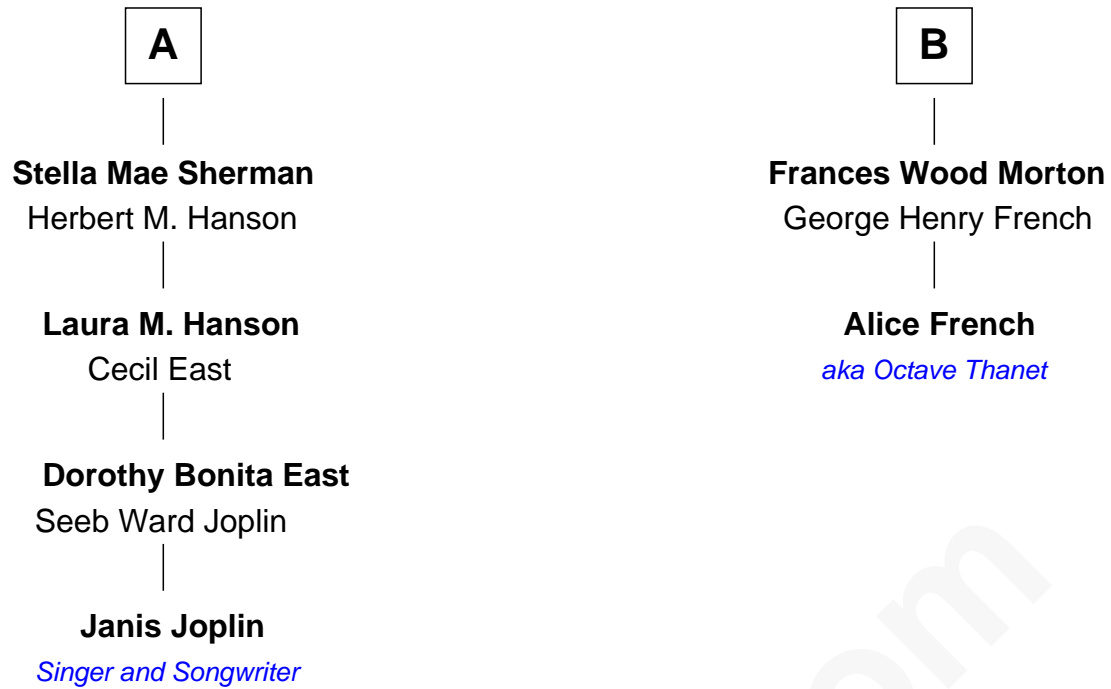 A
Stella Mae Sherman
Herbert M. Hanson
Laura M. Hanson
Cecil East
Dorothy Bonita East
Seeb Ward Joplin
Janis Joplin
Singer and Songwriter
B
Frances Wood Morton
George Henry French
Alice French
aka Octave Thanet
om